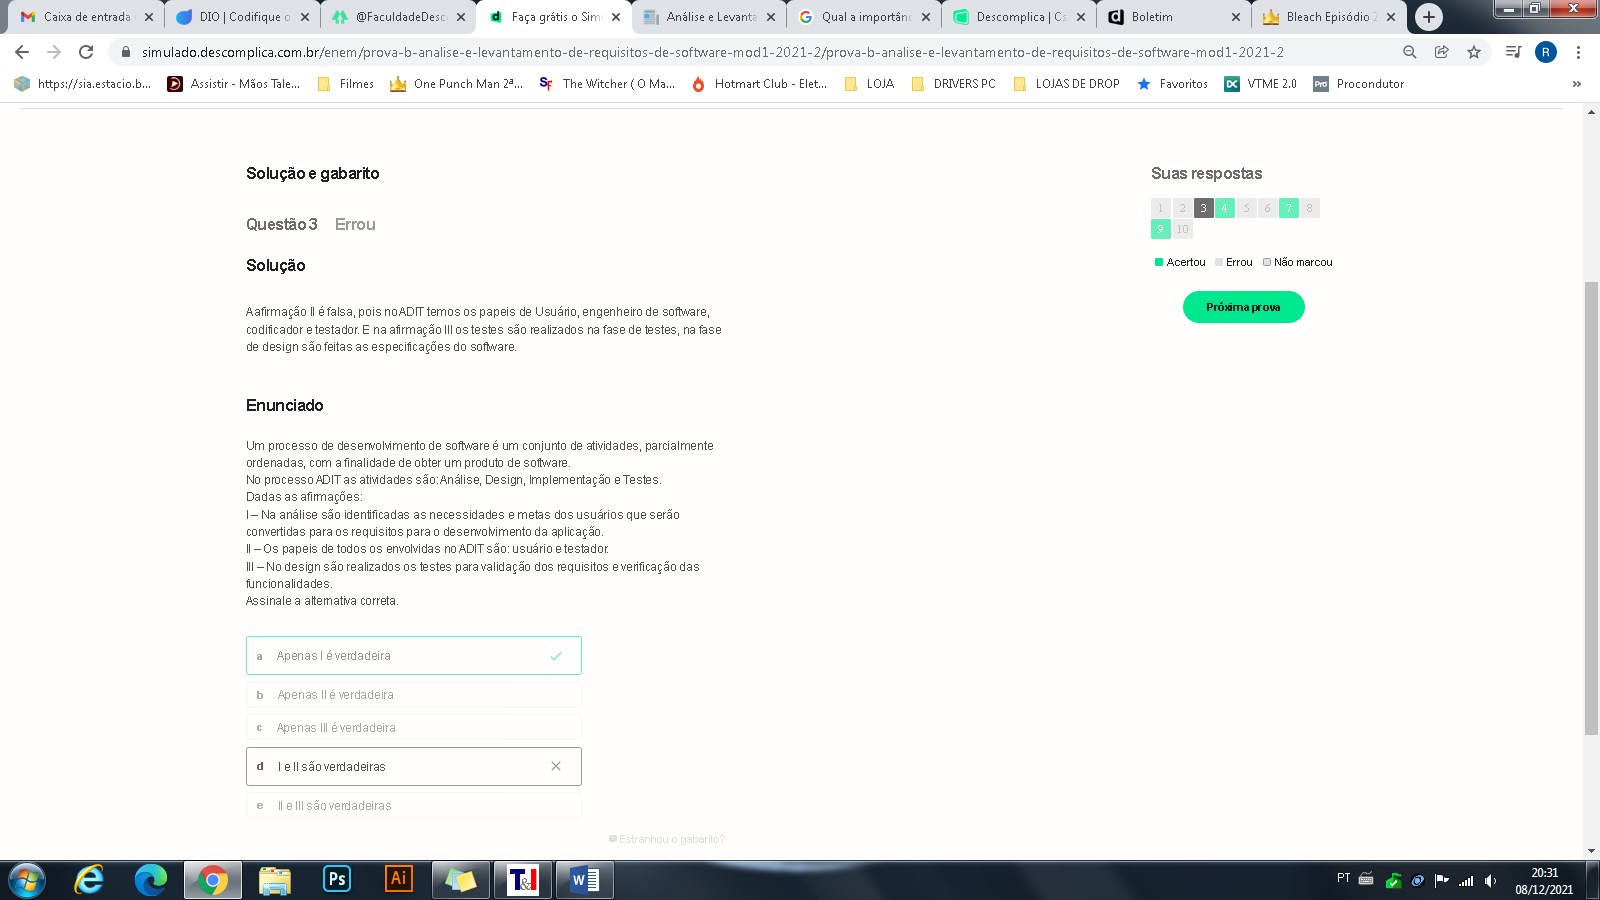 Caixa de entrada
DIO | Codifique o
@FaculdadeDesc
Faça grátis o Sim
Análise e Levanta
Qual a importânc
Descomplica | Cs
Boletim
Bleach Episódio 2
simulado.descomplica.com.br/enem/prova-b-analise-e-levantamento-de-requisitos-de-software-mod1-2021-2/prova-b-analise-e-levantamento-de-requisitos-de-software-mod1-2021-2
R
https://sia.estacio.b...
Assistir - Mãos Tale...
Filmes
One Punch Man 2ª...
The Witcher ( O Ma...
Hotmart Club - Elet...
LOJA
DRIVERS PC
LOJAS DE DROP
Favoritos
VTME 2.0
Procondutor
Solução e gabarito
Questão 3 Errou
Solução
A afirmação II é falsa, pois no ADIT temos os papeis de Usuário, engenheiro de software,
codificador e testador. E na afirmação III os testes são realizados na fase de testes, na fase
de design são feitas as especificações do software.
Enunciado
Um processo de desenvolvimento de software é um conjunto de atividades, parcialmente
ordenadas, com a finalidade de obter um produto de software.
No processo ADIT as atividades são: Análise, Design, Implementação e Testes.
Dadas as afirmações:
I – Na análise são identificadas as necessidades e metas dos usuários que serão
convertidas para os requisitos para o desenvolvimento da aplicação.
II – Os papeis de todos os envolvidas no ADIT são: usuário e testador.
III – No design são realizados os testes para validação dos requisitos e verificação das
funcionalidades.
Assinale a alternativa correta.
a Apenas I é verdadeira
b Apenas II é verdadeira
c Apenas III é verdadeira
d I e II são verdadeiras
e II e III são verdadeiras
Estranhou o gabarito?
Suas respostas
1 2 3 4 5 6 7 8
9 10
Acertou Errou Não marcou
Próxima prova
Ps
Ai
T&I
W
PT
20:31
08/12/2021